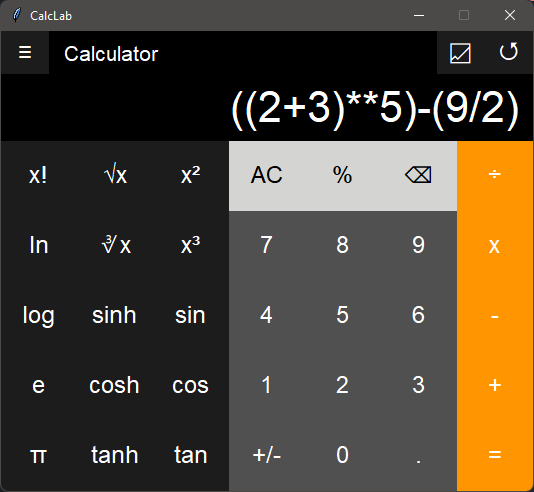 CalcLab
☰ Calculator ↺
((2+3)**5)-(9/2)
x! √x x² AC % ⌫ ÷
ln ∛x x³ 7 8 9 x
log sinh sin 4 5 6 -
e cosh cos 1 2 3 +
π tanh tan +/- 0 . =